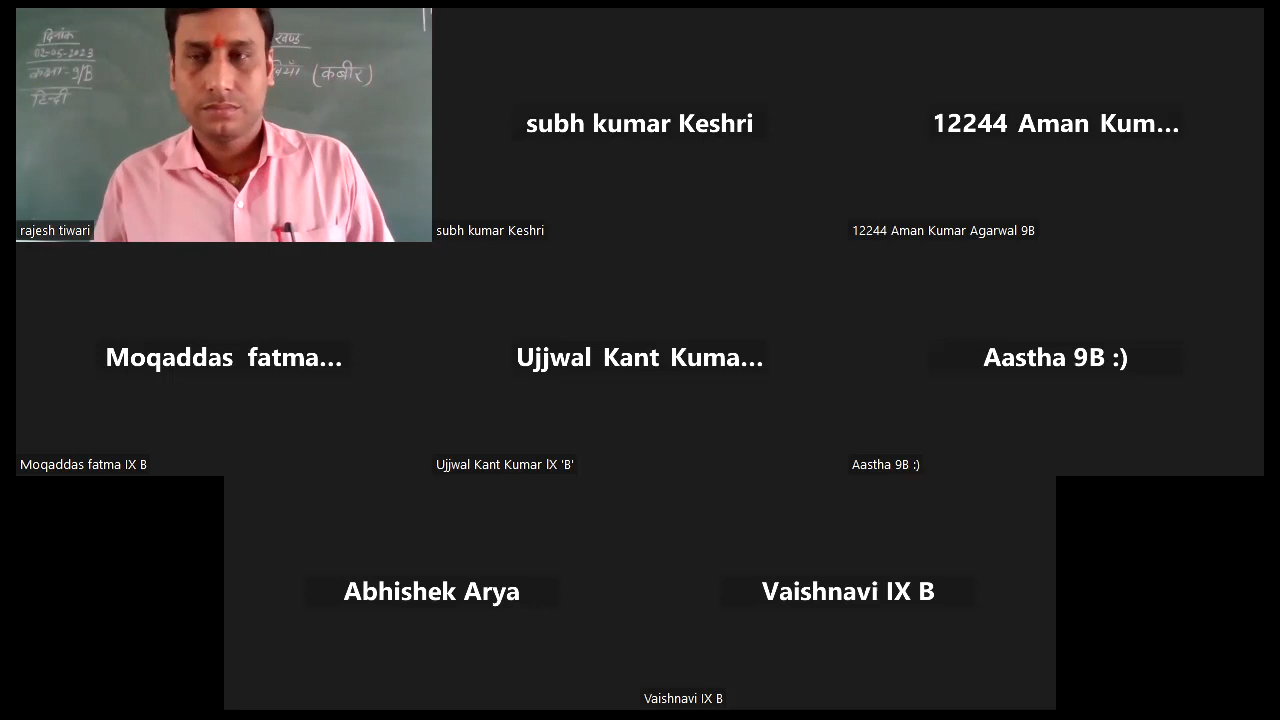 दिनांक
02-05-2023
कक्षा-9/B
हिन्दी
खण्ड
(कबीर)
rajesh tiwari
subh kumar Keshri
subh kumar Keshri
12244 Aman Kum...
12244 Aman Kumar Agarwal 9B
Moqaddas fatma...
Moqaddas fatma IX B
Ujjwal Kant Kuma...
Ujjwal Kant Kumar lX 'B'
Aastha 9B :)
Aastha 9B :)
Abhishek Arya
Vaishnavi IX B
Vaishnavi IX B